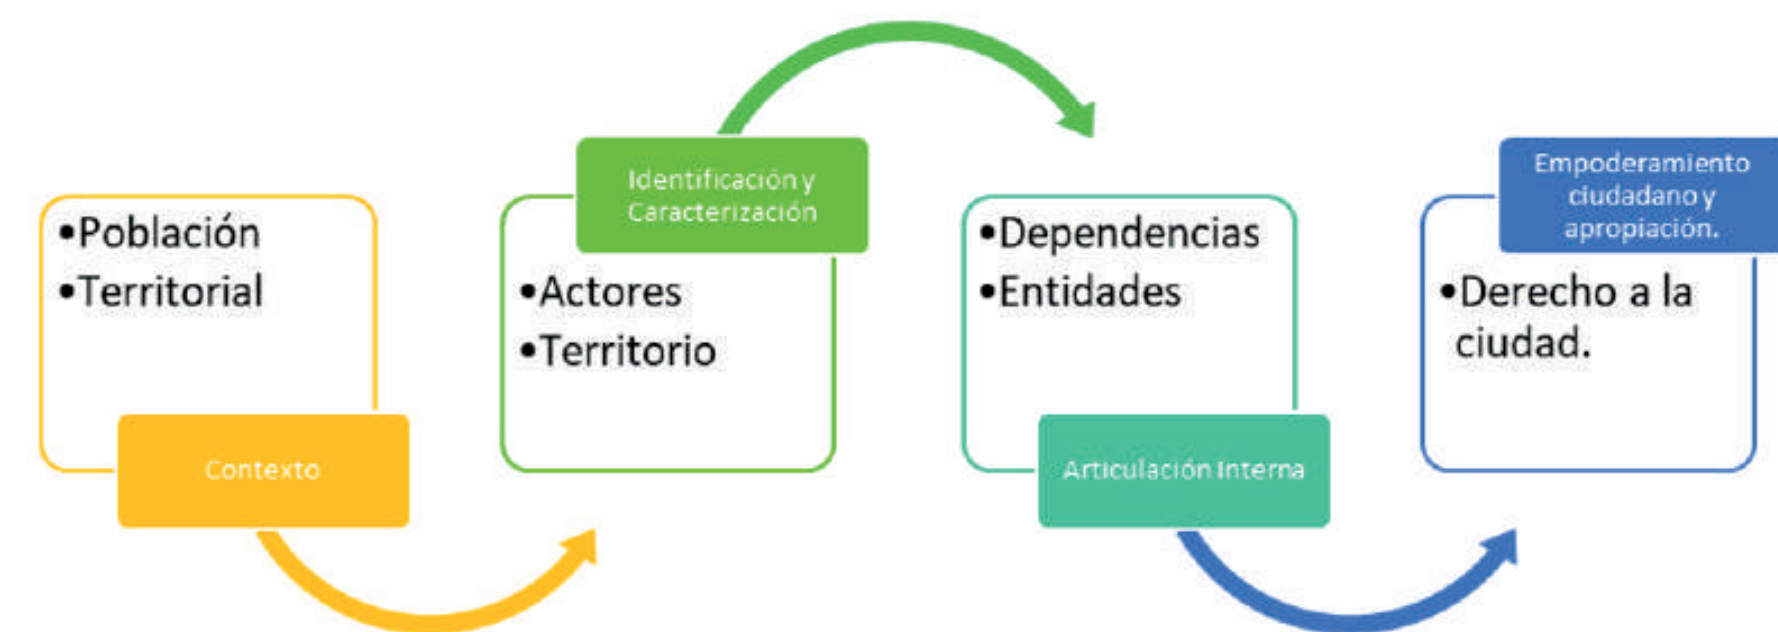 •Población
•Territorial
Contexto
Identificación y
Caracterización
•Actores
•Territorio
•Dependencias
•Entidades
Articulación Interna
Empoderamiento
ciudadano y
apropiación.
•Derecho a la
ciudad.